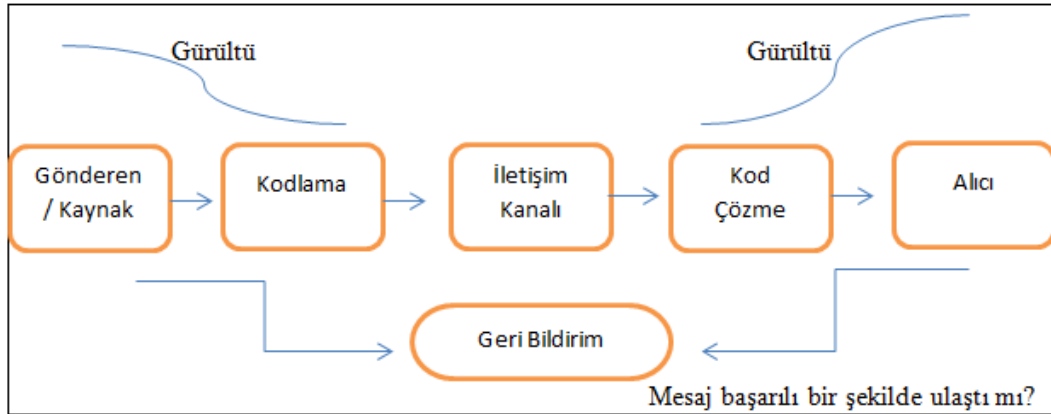 Gürültü
Gürültü
Gönderen
/ Kaynak
Kodlama
İletişim
Kanalı
Kod
Çözme
Alıcı
Geri Bildirim
Mesaj başarılı bir şekilde ulaştı mı?